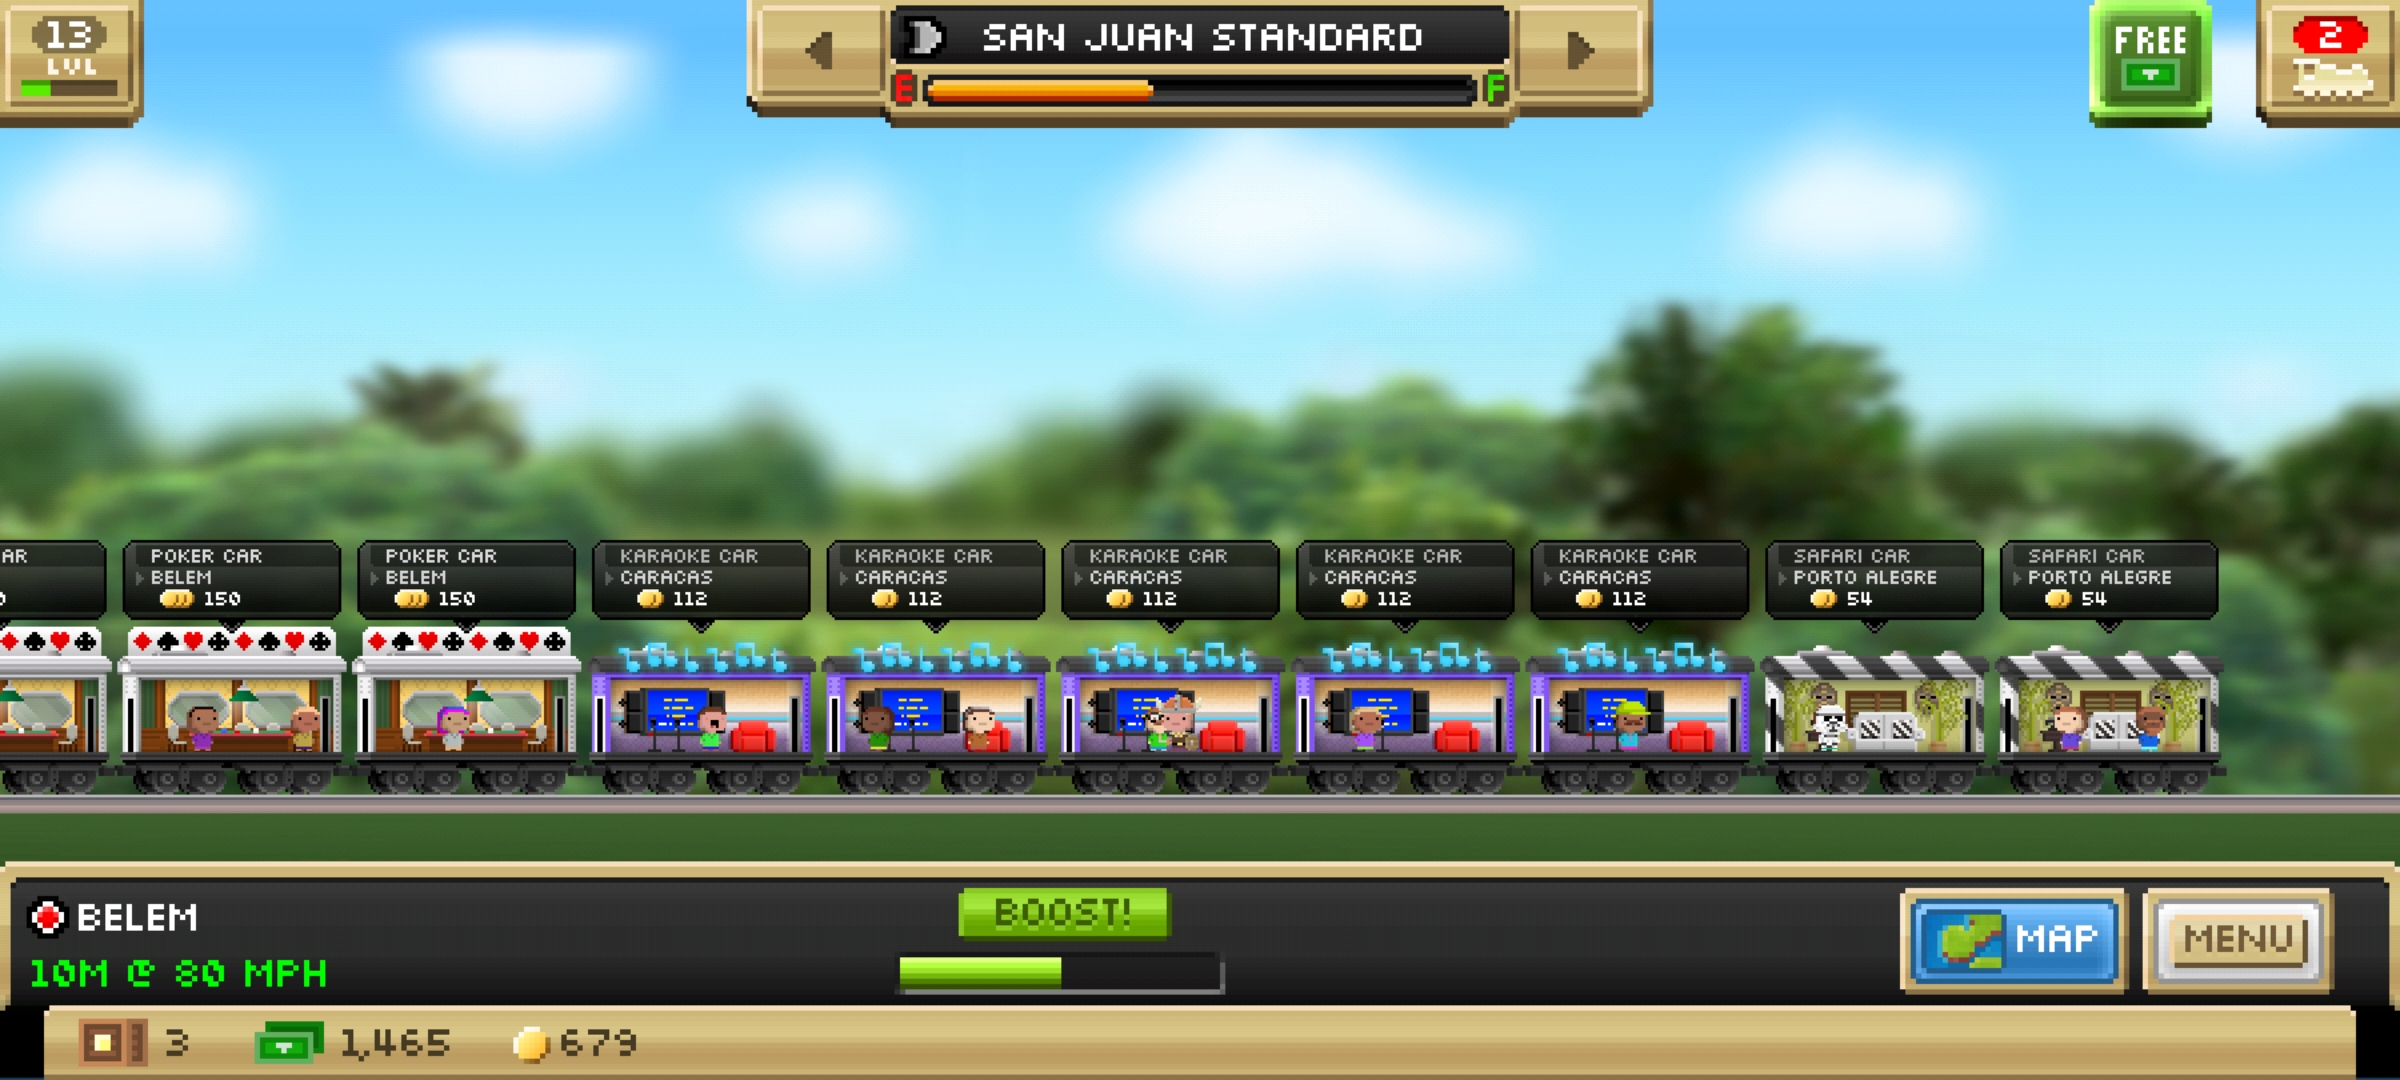 13
LVL
SAN JUAN STANDARD
E F
FREE
2
AR
POKER CAR
BELEM
150
POKER CAR
BELEM
150
KARAOKE CAR
CARACAS
112
KARAOKE CAR
CARACAS
112
KARAOKE CAR
CARACAS
112
KARAOKE CAR
CARACAS
112
KARAOKE CAR
CARACAS
112
SAFARI CAR
PORTO ALEGRE
54
SAFARI CAR
PORTO ALEGRE
54
BELEM
10M @ 80 MPH
BOOST!
MAP
MENU
3 1,465 679